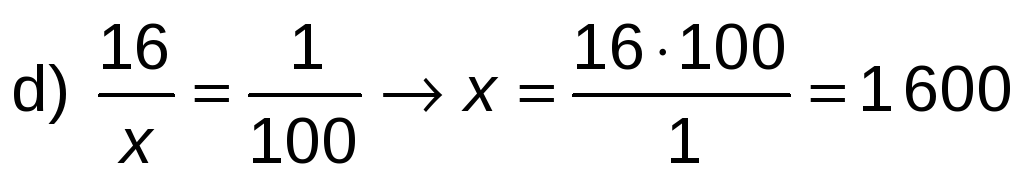 d) 16/x = 1/100 → x = 16·100/1 = 1 600